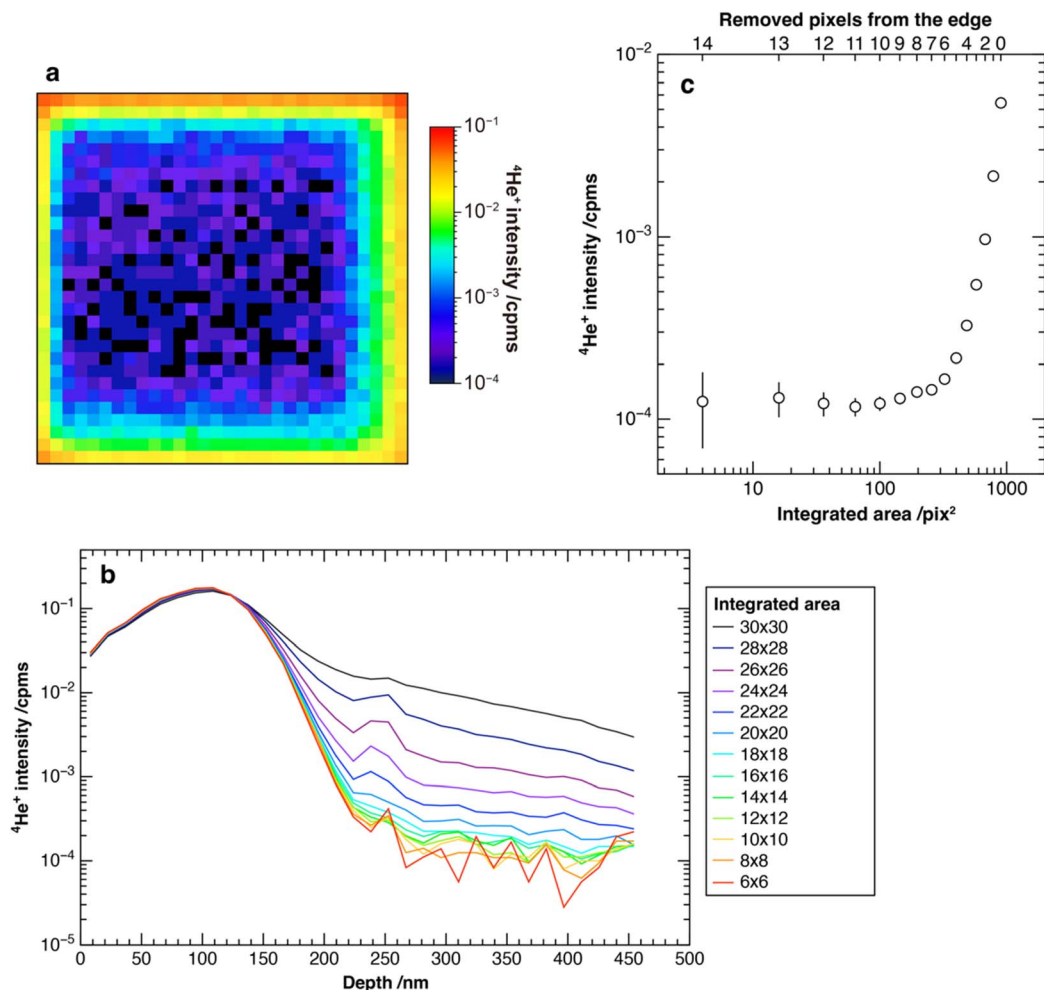 a
10⁻¹
10⁻²
10⁻³
10⁻⁴
⁴He⁺ intensity /cpms
Removed pixels from the edge
14 13 12 11 10 9 8 7 6 4 2 0
c
10⁻²
10⁻³
10⁻⁴
⁴He⁺ intensity /cpms
10 100 1000
Integrated area /pix²
b
10⁻¹
10⁻²
10⁻³
10⁻⁴
10⁻⁵
⁴He⁺ intensity /cpms
0 50 100 150 200 250 300 350 400 450 500
Depth /nm
Integrated area
30x30
28x28
26x26
24x24
22x22
20x20
18x18
16x16
14x14
12x12
10x10
8x8
6x6